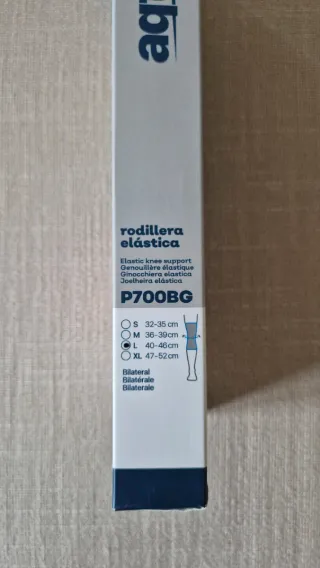 rodillera
elástica
Elastic knee support
Genouillère élastique
Ginocchiera elastica
Joelheira elástica
P700BG
S 32-35 cm
M 36-39 cm
L 40-46 cm
XL 47-52 cm
Bilateral
Bilatérale
Bilaterale